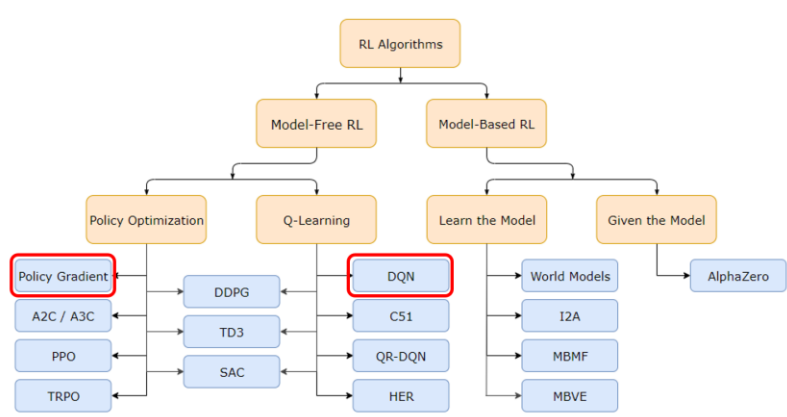 RL Algorithms
Model-Free RL
Model-Based RL
Policy Optimization
Q-Learning
Learn the Model
Given the Model
Policy Gradient
DDPG
DQN
World Models
AlphaZero
A2C / A3C
TD3
C51
I2A
PPO
SAC
QR-DQN
MBMF
TRPO
HER
MBVE